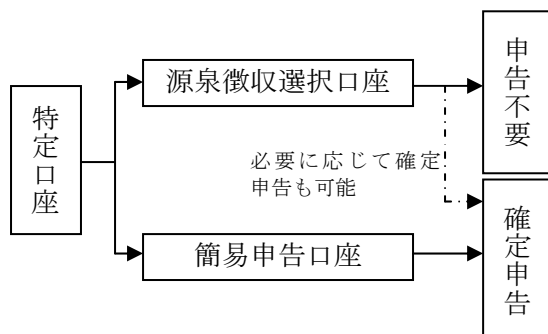 特定口座
源泉徴収選択口座
申告不要
必要に応じて確定
申告も可能
簡易申告口座
確定申告